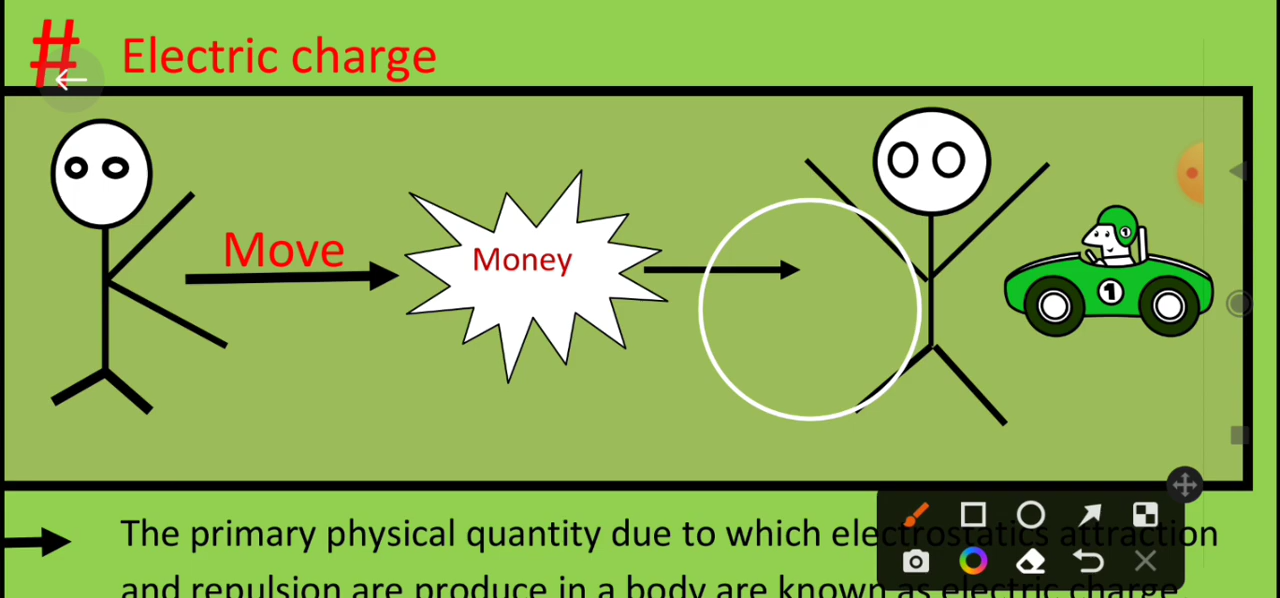 # Electric charge
Move
Money
1
1
The primary physical quantity due to which electrostatics attraction
and repulsion are produce in a body are known as electric charge